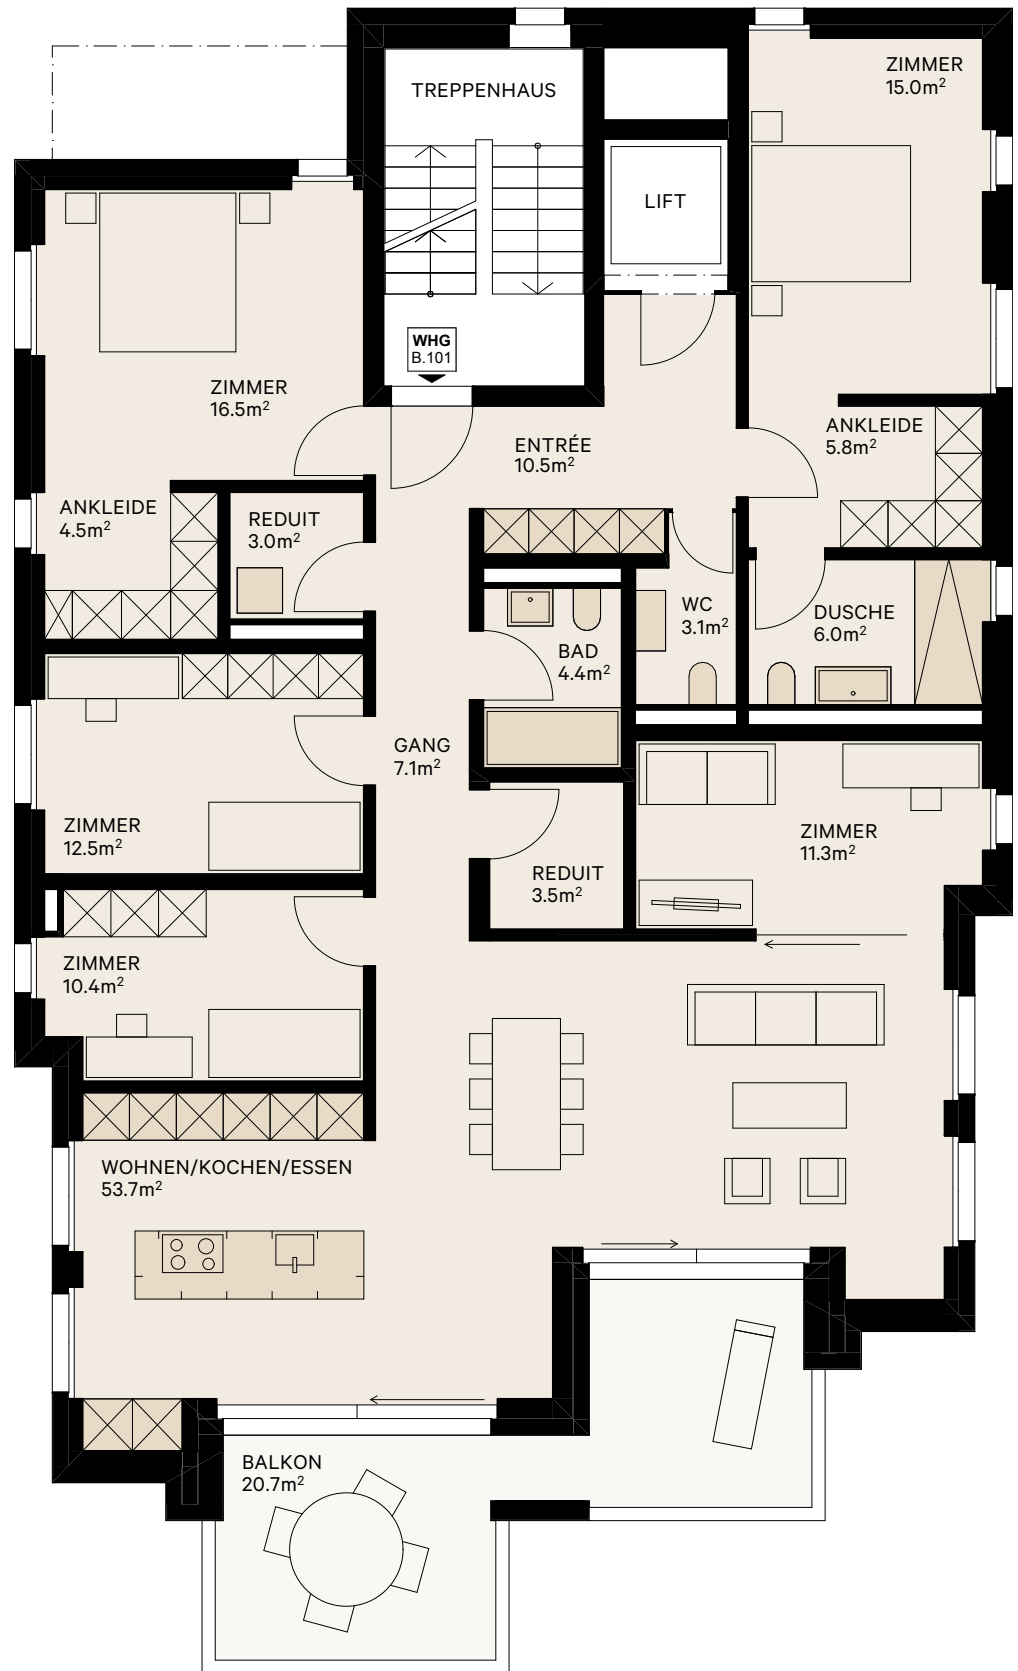 ZIMMER
15.0m²
TREPPENHAUS
LIFT
WHG
B.101
ZIMMER
16.5m²
ENTRÉE
10.5m²
ANKLEIDE
5.8m²
ANKLEIDE
4.5m²
REDUIT
3.0m²
WC
3.1m²
DUSCHE
6.0m²
BAD
4.4m²
GANG
7.1m²
ZIMMER
12.5m²
ZIMMER
11.3m²
REDUIT
3.5m²
ZIMMER
10.4m²
WOHNEN/KOCHEN/ESSEN
53.7m²
BALKON
20.7m²